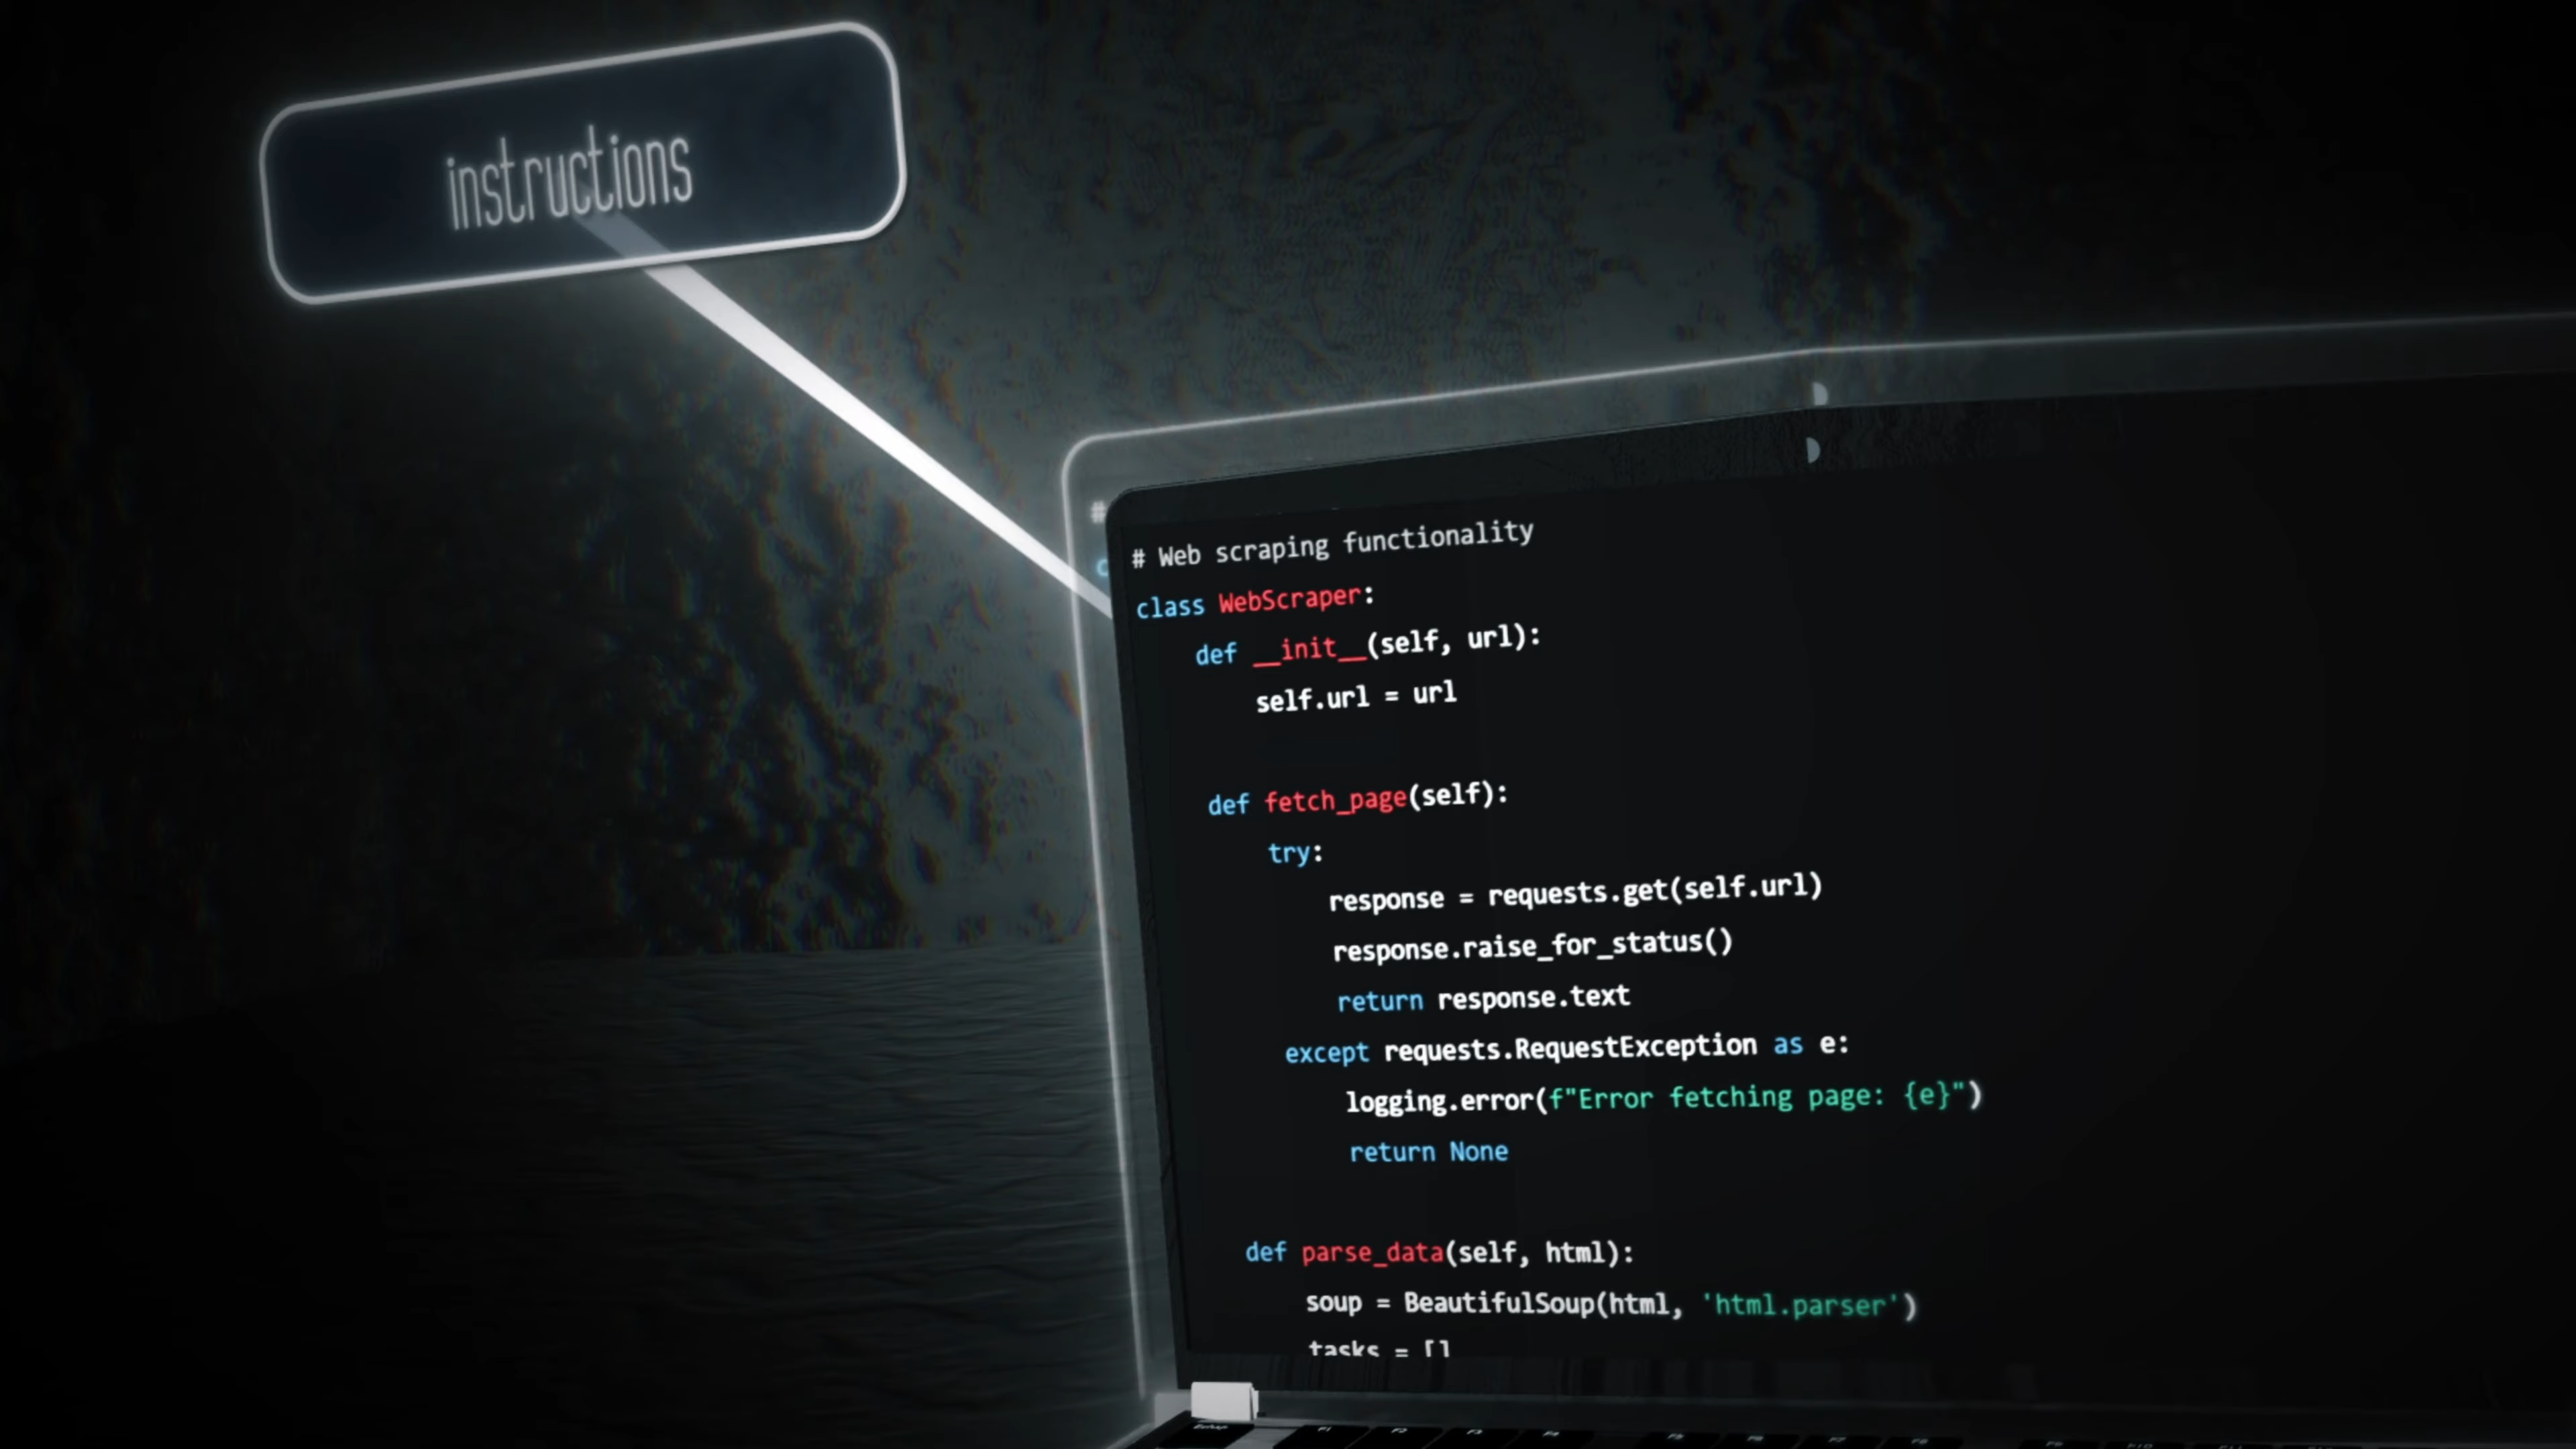 instructions
# Web scraping functionality
class WebScraper:
def __init__(self, url):
self.url = url
def fetch_page(self):
try:
response = requests.get(self.url)
response.raise_for_status()
return response.text
except requests.RequestException as e:
logging.error(f"Error fetching page: {e}")
return None
def parse_data(self, html):
soup = BeautifulSoup(html, 'html.parser')
tasks = []